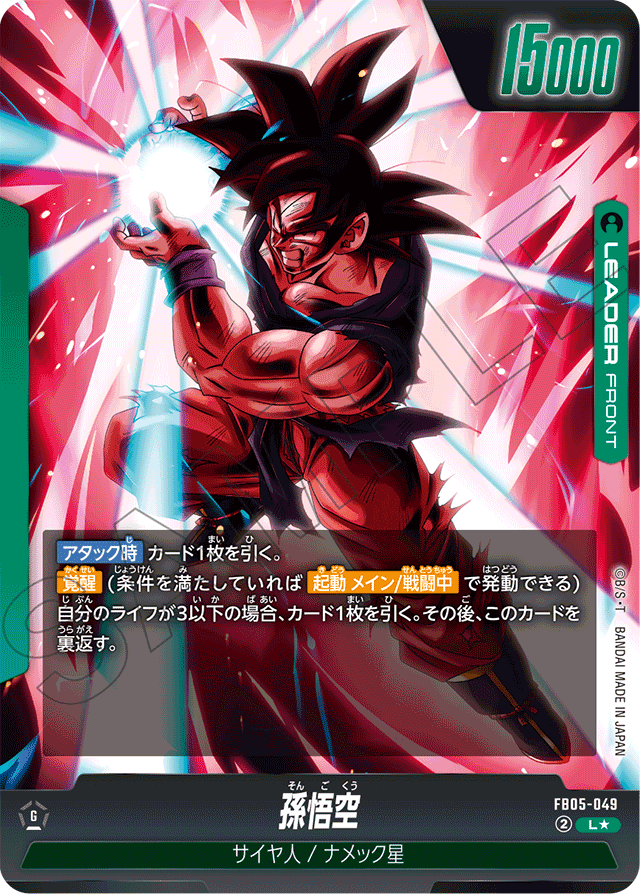 15000
LEADER FRONT
アタック時 カード1枚を引く。
覚醒 (条件を満たしていれば 起動メイン/戦闘中 で発動できる)
自分のライフが3以下の場合、カード1枚を引く。その後、このカードを
裏返す。
©B/S・T BANDAI MADE IN JAPAN
SAMPLE
そん ご くう
孫悟空
FB05-049
G
② L★
サイヤ人 / ナメック星